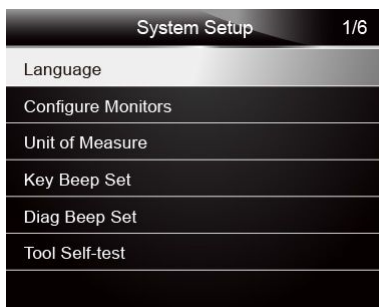 System Setup 1/6
Language
Configure Monitors
Unit of Measure
Key Beep Set
Diag Beep Set
Tool Self-test